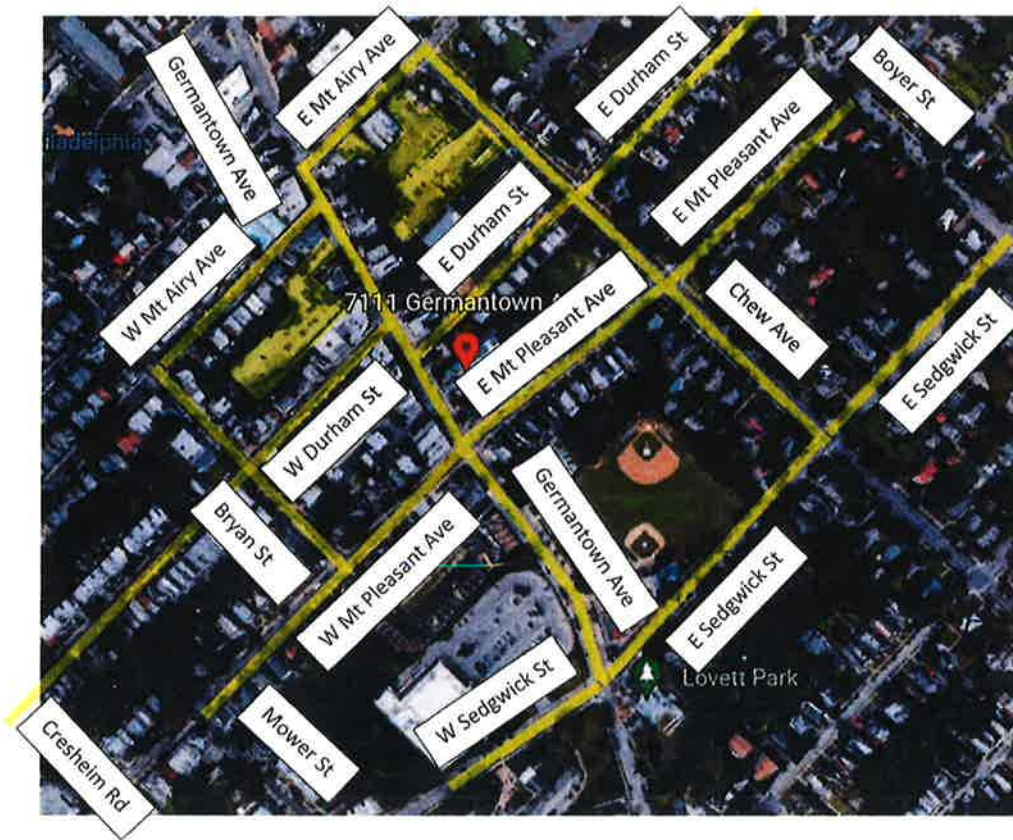 Germantown Ave
E Mt Airy Ave
E Durham St
Boyer St
E Mt Pleasant Ave
iladelphia
E Durham St
W Mt Airy Ave
7111 Germantown A
E Mt Pleasant Ave
Chew Ave
E Sedgwick St
W Durham St
Germantown Ave
Bryan St
W Mt Pleasant Ave
E Sedgwick St
Lovett Park
W Sedgwick St
Mower St
Cresheim Rd